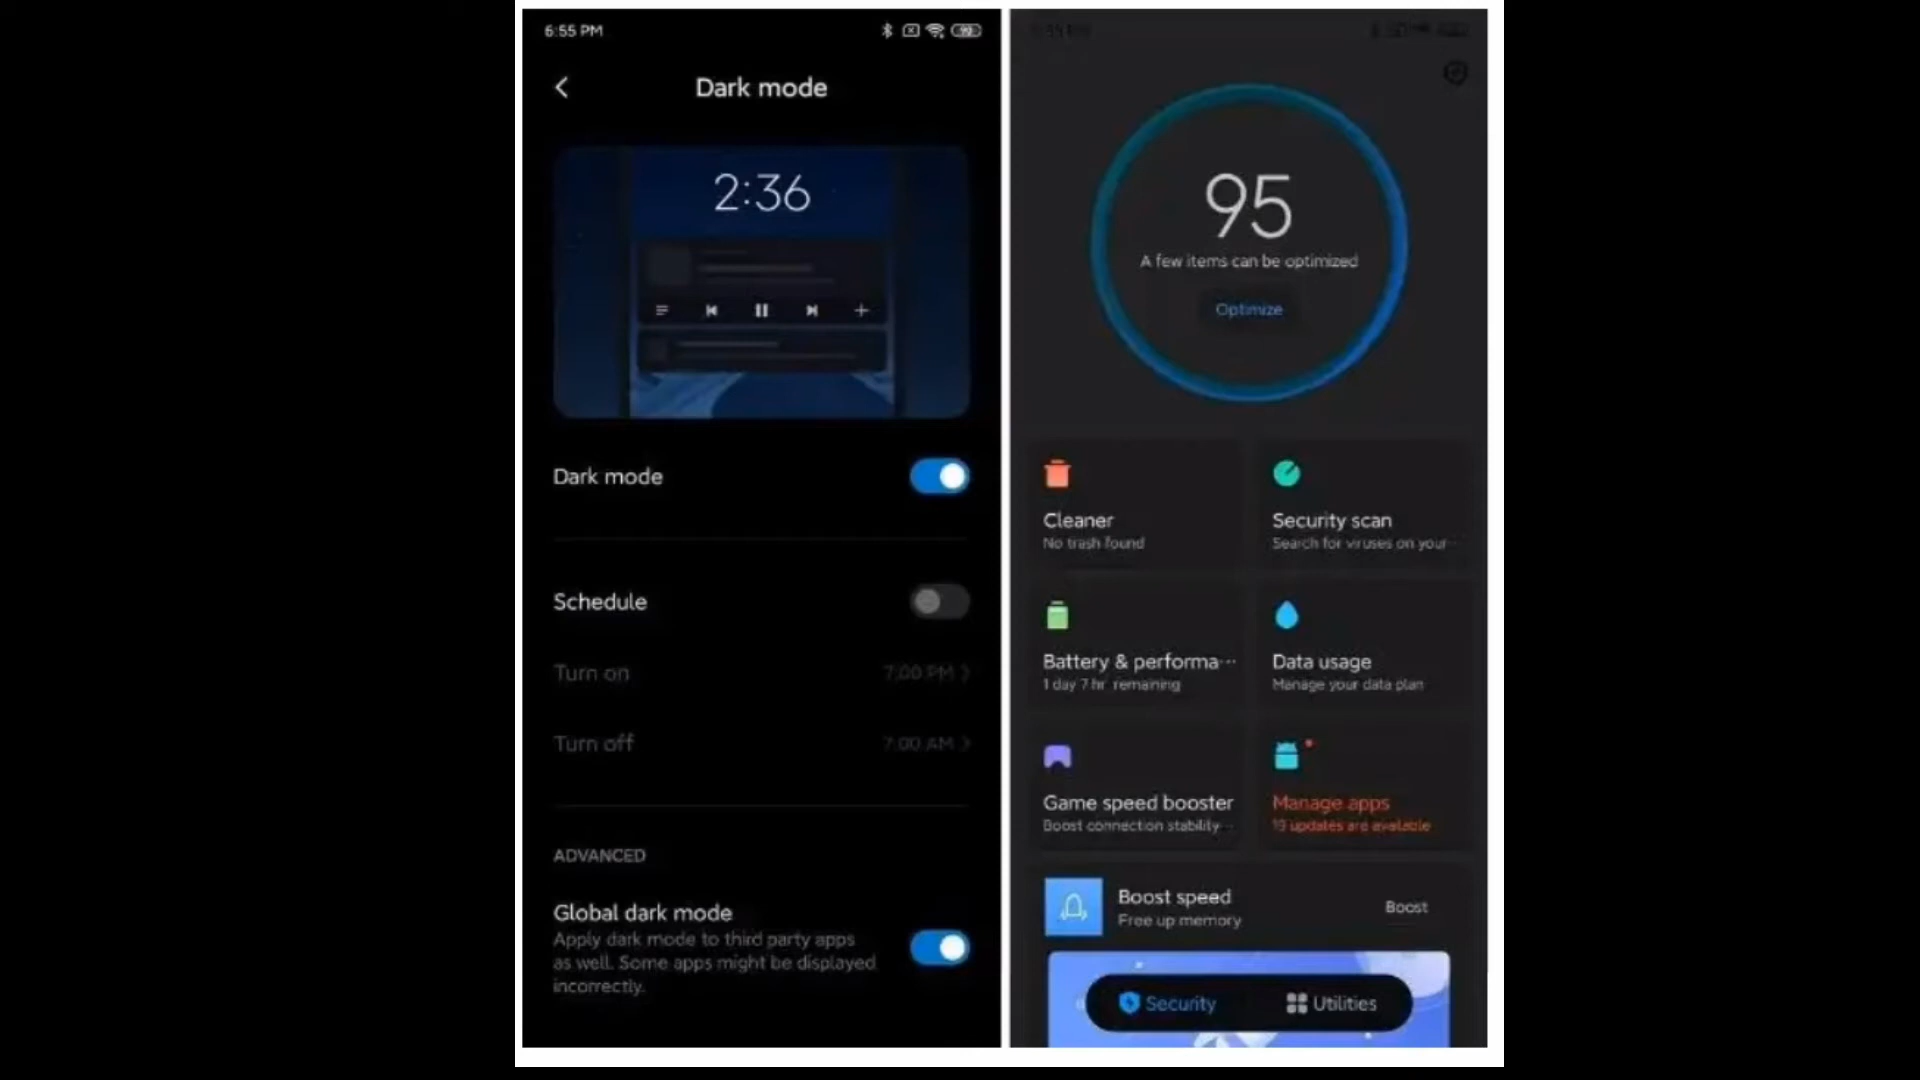 6:55 PM
Dark mode
2:36
Dark mode
Schedule
Turn on
7:00 PM
Turn off
7:00 AM
ADVANCED
Global dark mode
Apply dark mode to third party apps
as well. Some apps might be displayed
incorrectly.
95
A few items can be optimized
Optimize
Cleaner
No trash found
Security scan
Search for viruses on your
Battery & performa...
1 day 7 hr remaining
Data usage
Manage your data plan
Game speed booster
Boost connection stability...
Manage apps
19 updates are available
Boost speed
Free up memory
Boost
Security
Utilities